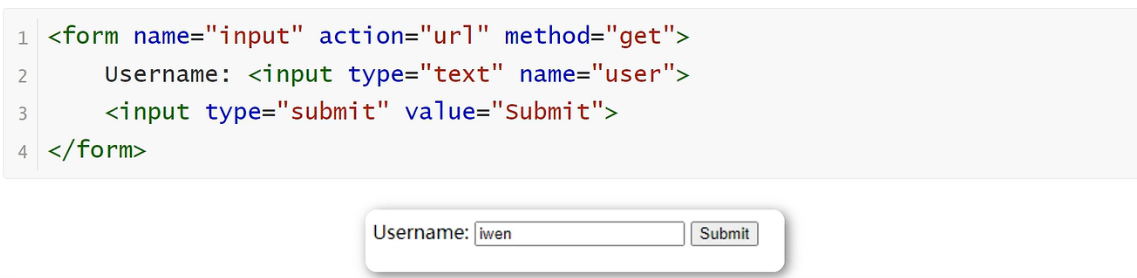 1 <form name="input" action="url" method="get">
2     Username: <input type="text" name="user">
3     <input type="submit" value="Submit">
4 </form>
Username: iwen Submit